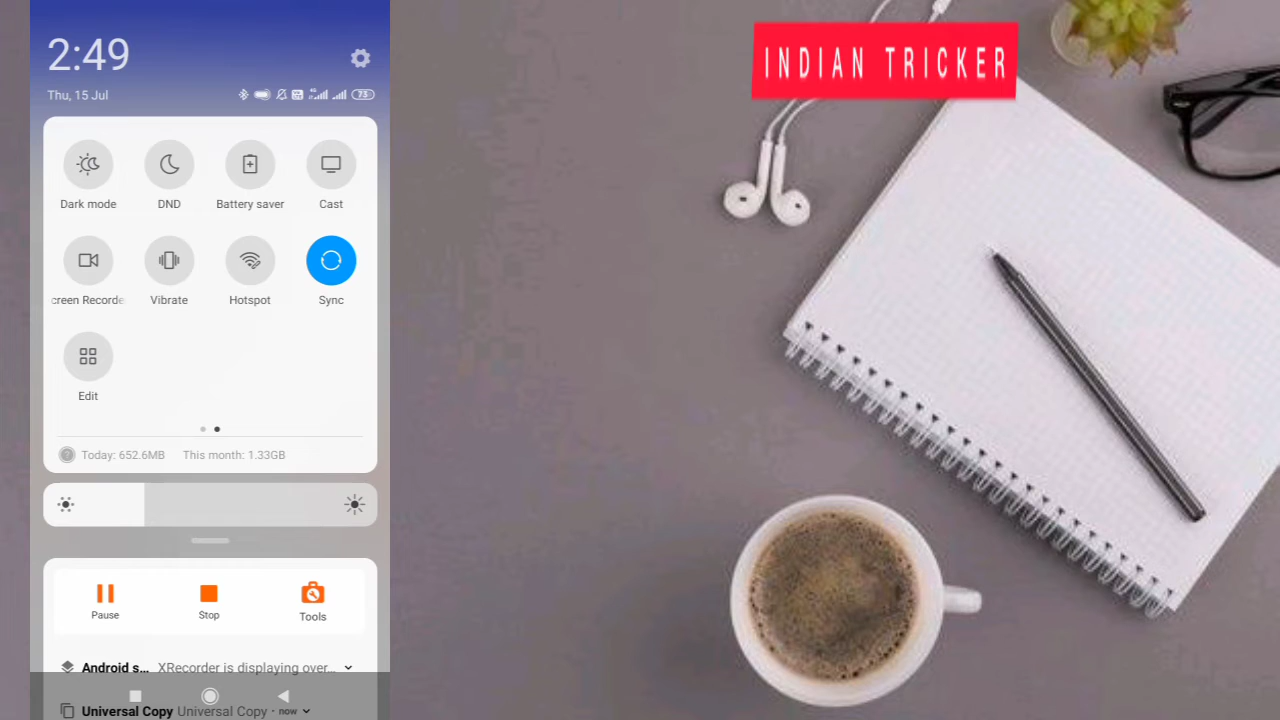 2:49
Thu, 15 Jul
4G
73
INDIAN TRICKER
Dark mode
DND
Battery saver
Cast
creen Recorde
Vibrate
Hotspot
Sync
Edit
Today: 652.6MB This month: 1.33GB
Pause
Stop
Tools
Android s... XRecorder is displaying over...
Universal Copy Universal Copy · now